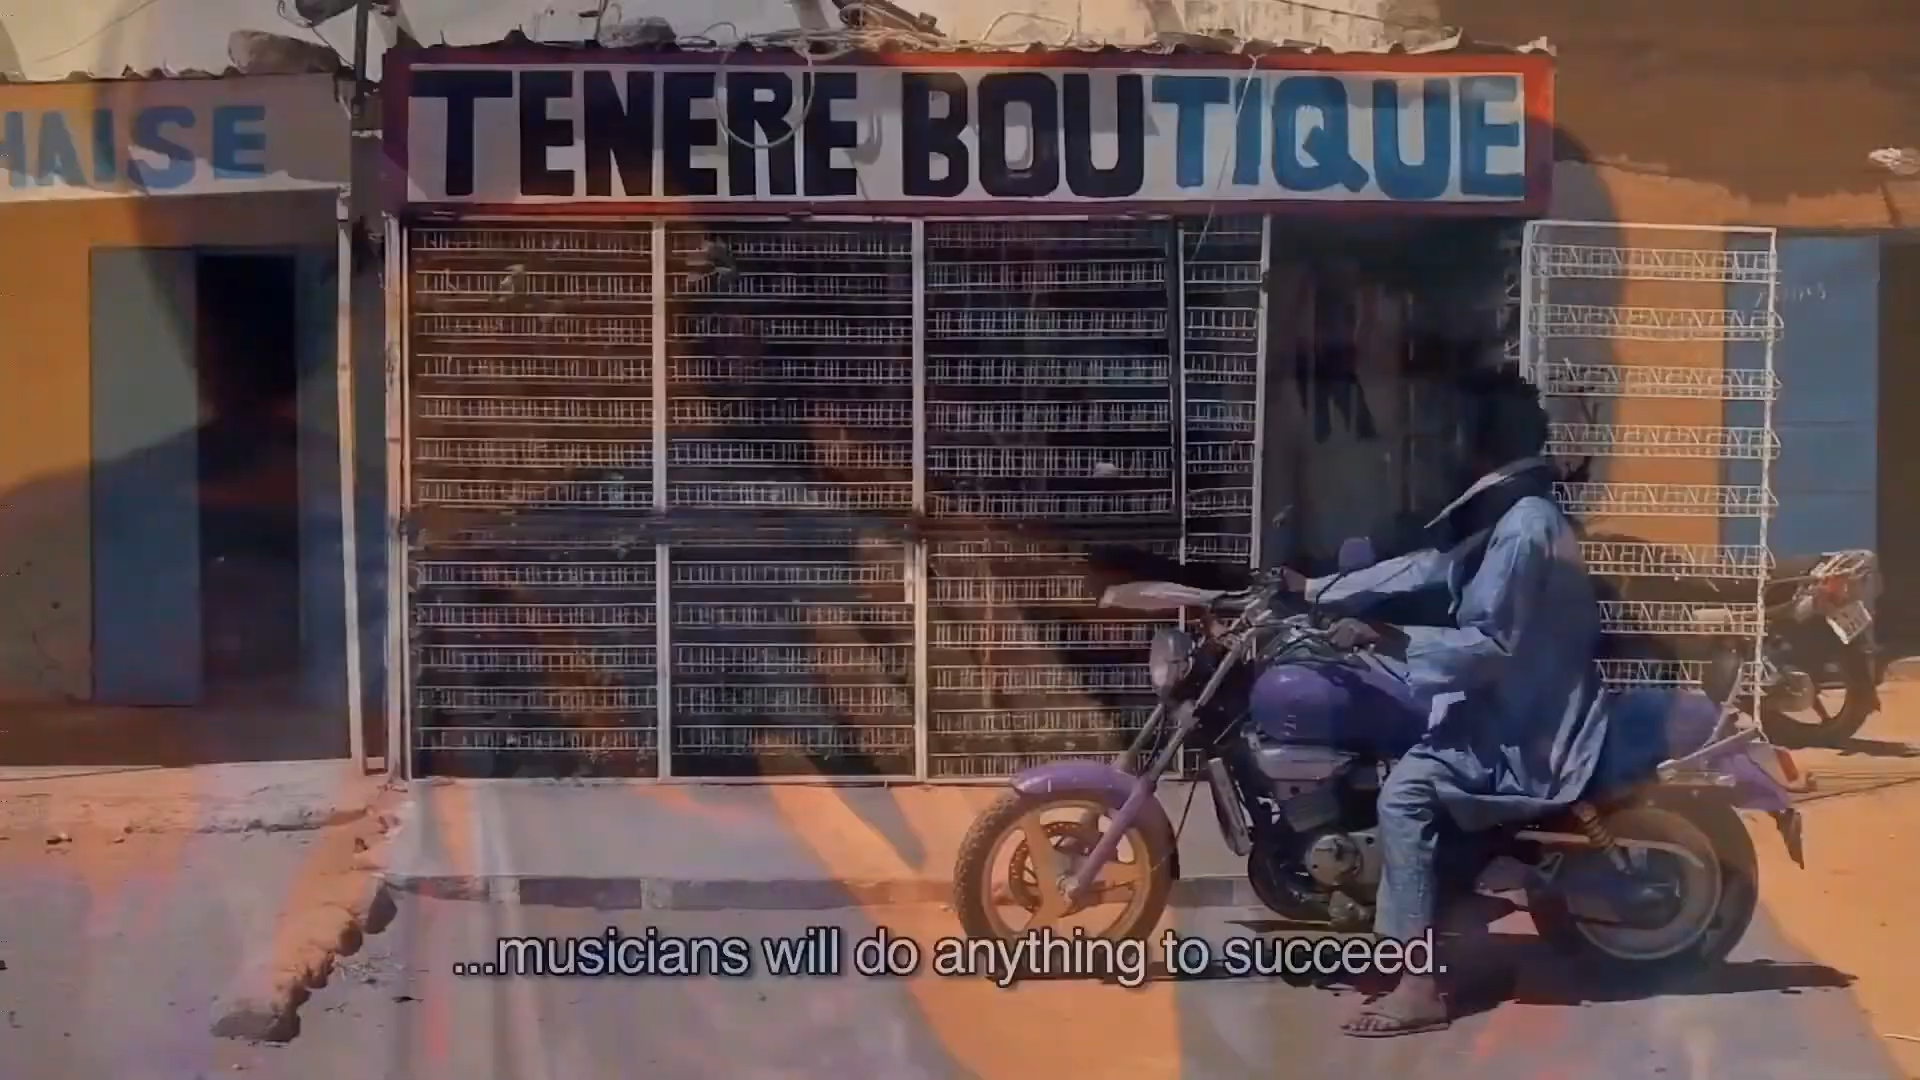 HAISE
TENERE BOUTIQUE
...musicians will do anything to succeed.